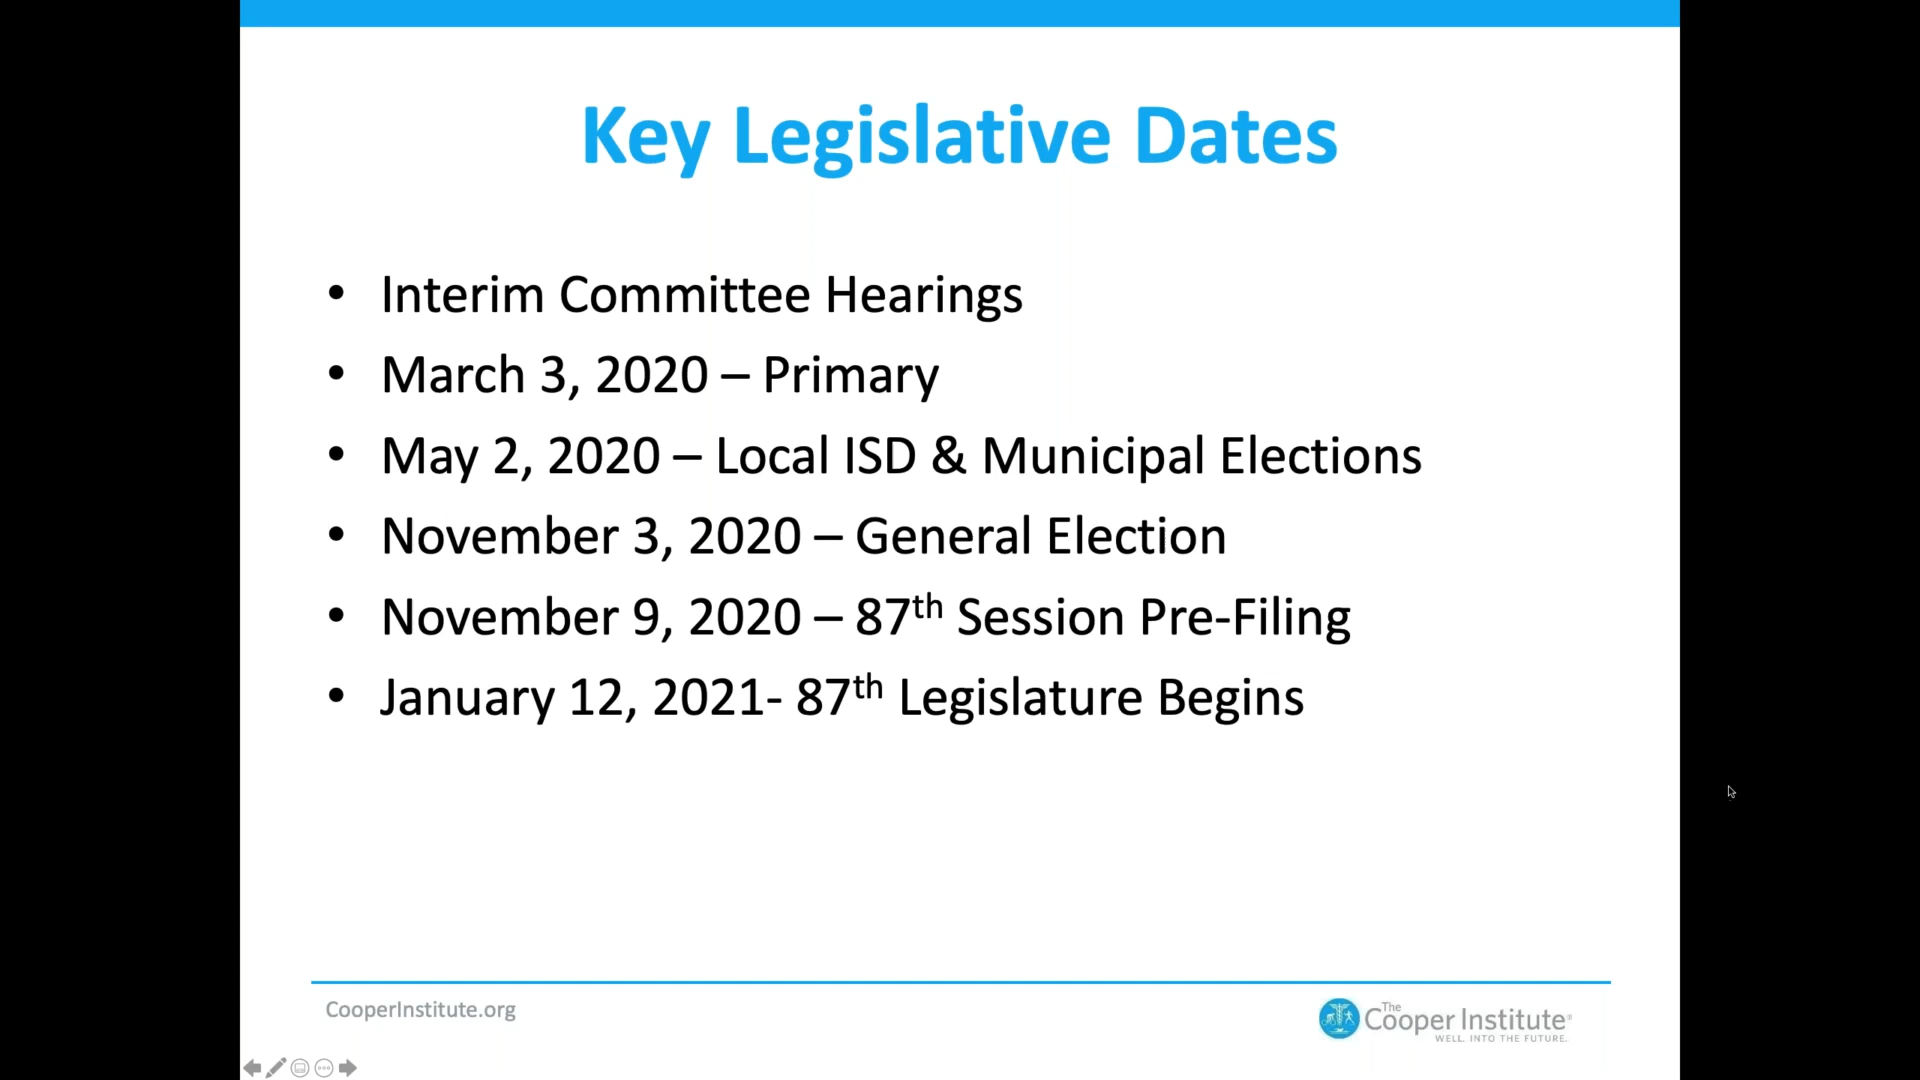 Key Legislative Dates
• Interim Committee Hearings
• March 3, 2020 – Primary
• May 2, 2020 – Local ISD & Municipal Elections
• November 3, 2020 – General Election
• November 9, 2020 – 87th Session Pre-Filing
• January 12, 2021- 87th Legislature Begins
CooperInstitute.org
The Cooper Institute®
WELL. INTO THE FUTURE.